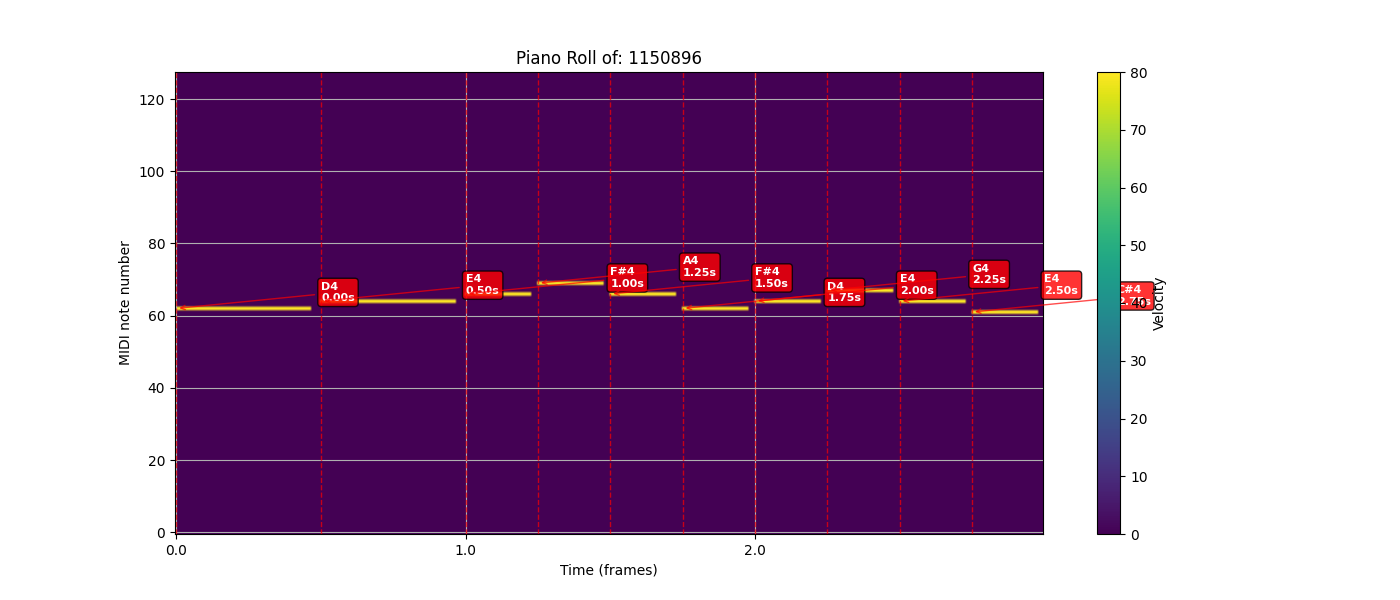 Piano Roll of: 1150896
MIDI note number
120
100
80
60
40
20
0
D4
0.00s
E4
0.50s
F#4
1.00s
A4
1.25s
F#4
1.50s
D4
1.75s
E4
2.00s
G4
2.25s
E4
2.50s
C#4
0.0
1.0
2.0
Time (frames)
80
70
60
50
40
30
20
10
0
Velocity